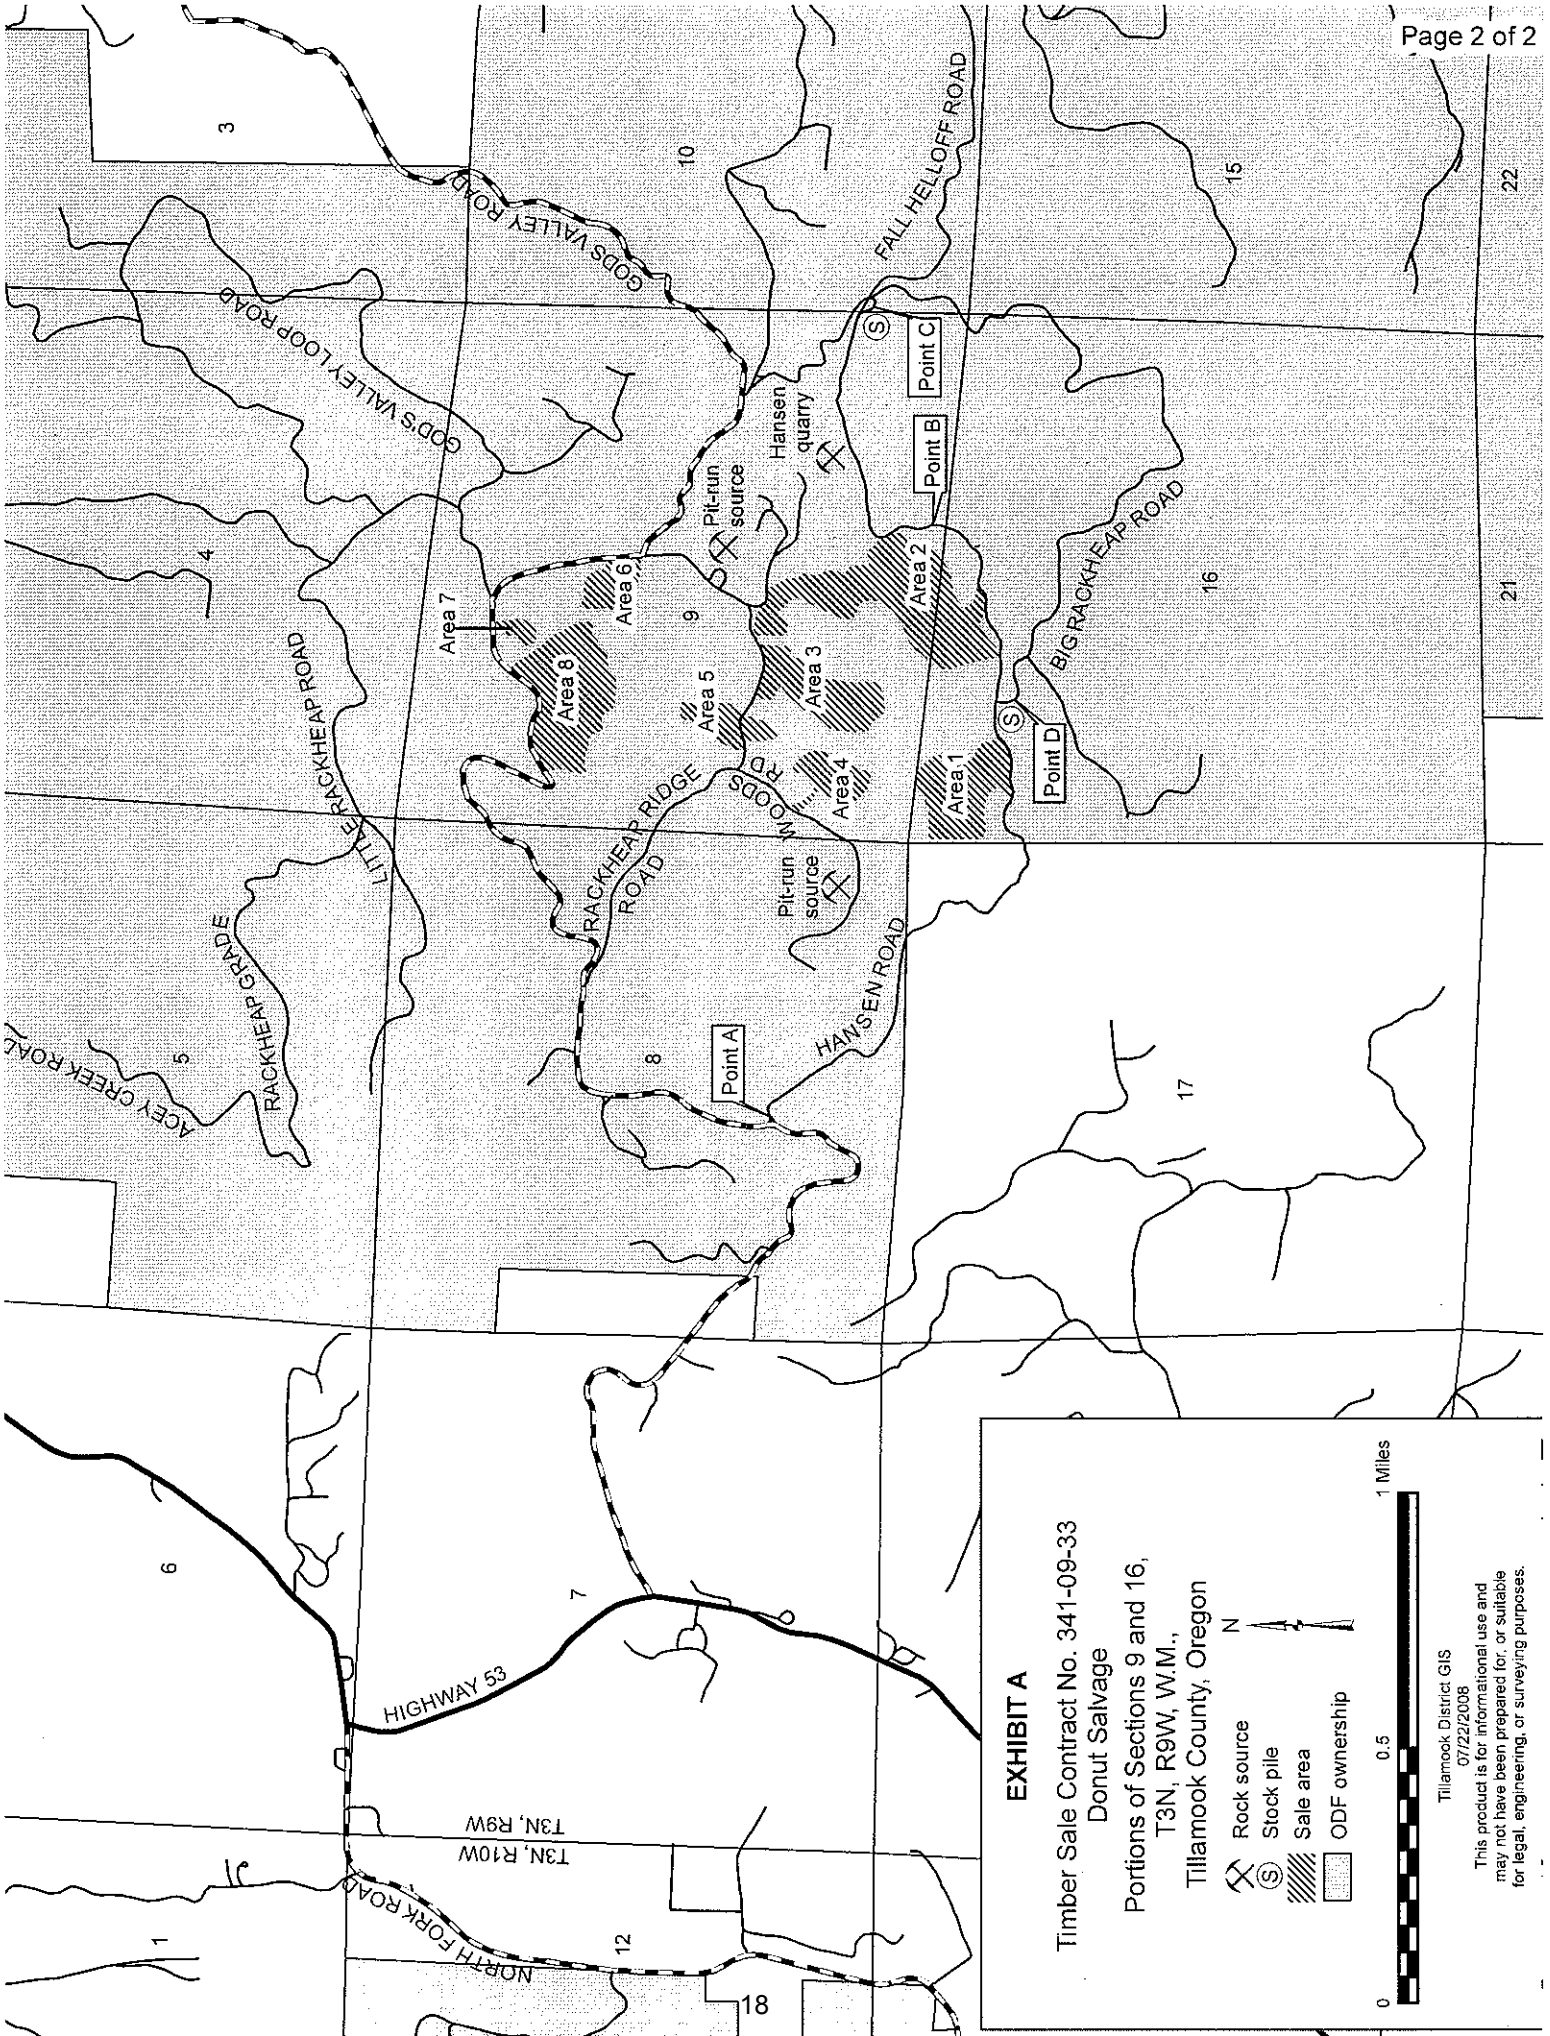 Page 2 of 2
3
10
15
22
GODS VALLEY ROAD
GODS VALLEY
FALL HELLOFF ROAD
GOD'S VALLEY LOOP ROAD
Point C
Hansen
quarry
Point B
Pit-run
source
4
9
16
21
Area 7
Area 6
Area 2
BIG RACKHEAP ROAD
LITTLE RACKHEAP ROAD
Area 8
Area 5
Area 3
Area 4
Area 1
Point D
RACKHEAP RIDGE
ROAD
WOODS
RD
Pit-run
source
HANSEN ROAD
RACKHEAP GRADE
ACEY CREEK ROAD
5
8
Point A
17
6
7
HIGHWAY 53
T3N, R9W
T3N, R10W
NORTH FORK ROAD
1
12
18
EXHIBIT A
Timber Sale Contract No. 341-09-33
Donut Salvage
Portions of Sections 9 and 16,
T3N, R9W, W.M.,
Tillamook County, Oregon
N
Rock source
S Stock pile
Sale area
ODF ownership
0 0.5 1 Miles
Tillamook District GIS
07/22/2008
This product is for informational use and
may not have been prepared for, or suitable
for legal, engineering, or surveying purposes.
S
S